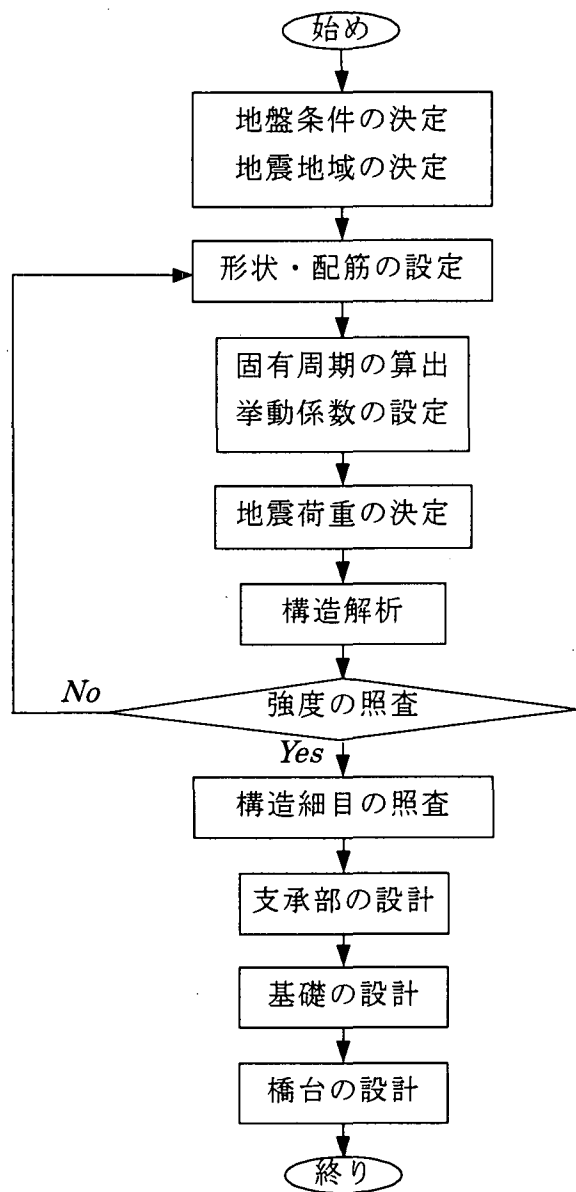 始め
地盤条件の決定
地震地域の決定
形状・配筋の設定
固有周期の算出
挙動係数の設定
地震荷重の決定
構造解析
強度の照査
No
Yes
構造細目の照査
支承部の設計
基礎の設計
橋台の設計
終り